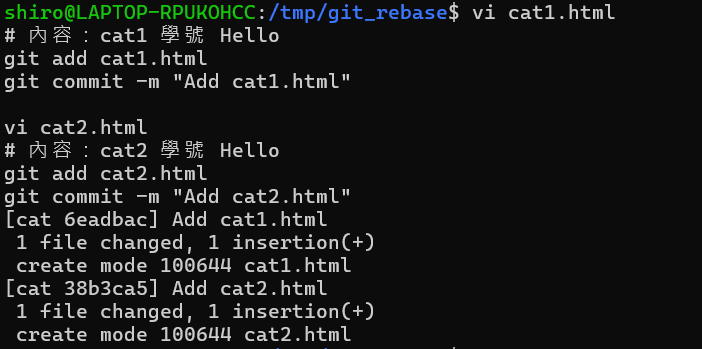 shiro@LAPTOP-RPUKOHCC:/tmp/git_rebase$ vi cat1.html
# 內容：cat1 學號 Hello
git add cat1.html
git commit -m "Add cat1.html"

vi cat2.html
# 內容：cat2 學號 Hello
git add cat2.html
git commit -m "Add cat2.html"
[cat 6eadbac] Add cat1.html
 1 file changed, 1 insertion(+)
 create mode 100644 cat1.html
[cat 38b3ca5] Add cat2.html
 1 file changed, 1 insertion(+)
 create mode 100644 cat2.html